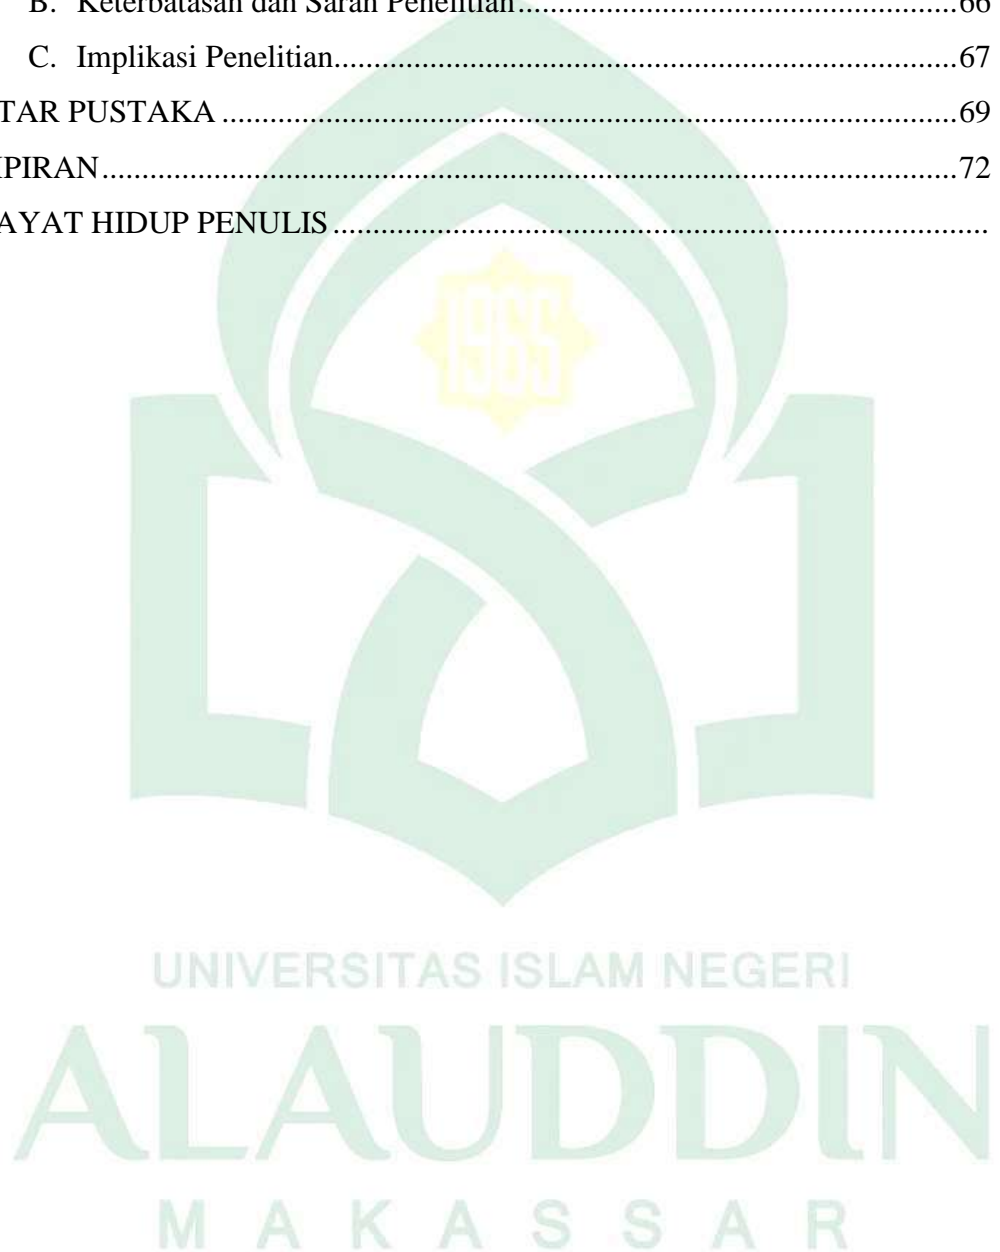 B. Keterbatasan dan Saran Penelitian........................................................66
C. Implikasi Penelitian................................................................................67
TAR PUSTAKA ............................................................................................69
PIRAN...........................................................................................................72
AYAT HIDUP PENULIS ..................................................................................
1965
UNIVERSITAS ISLAM NEGERI
ALAUDDIN
MAKASSAR